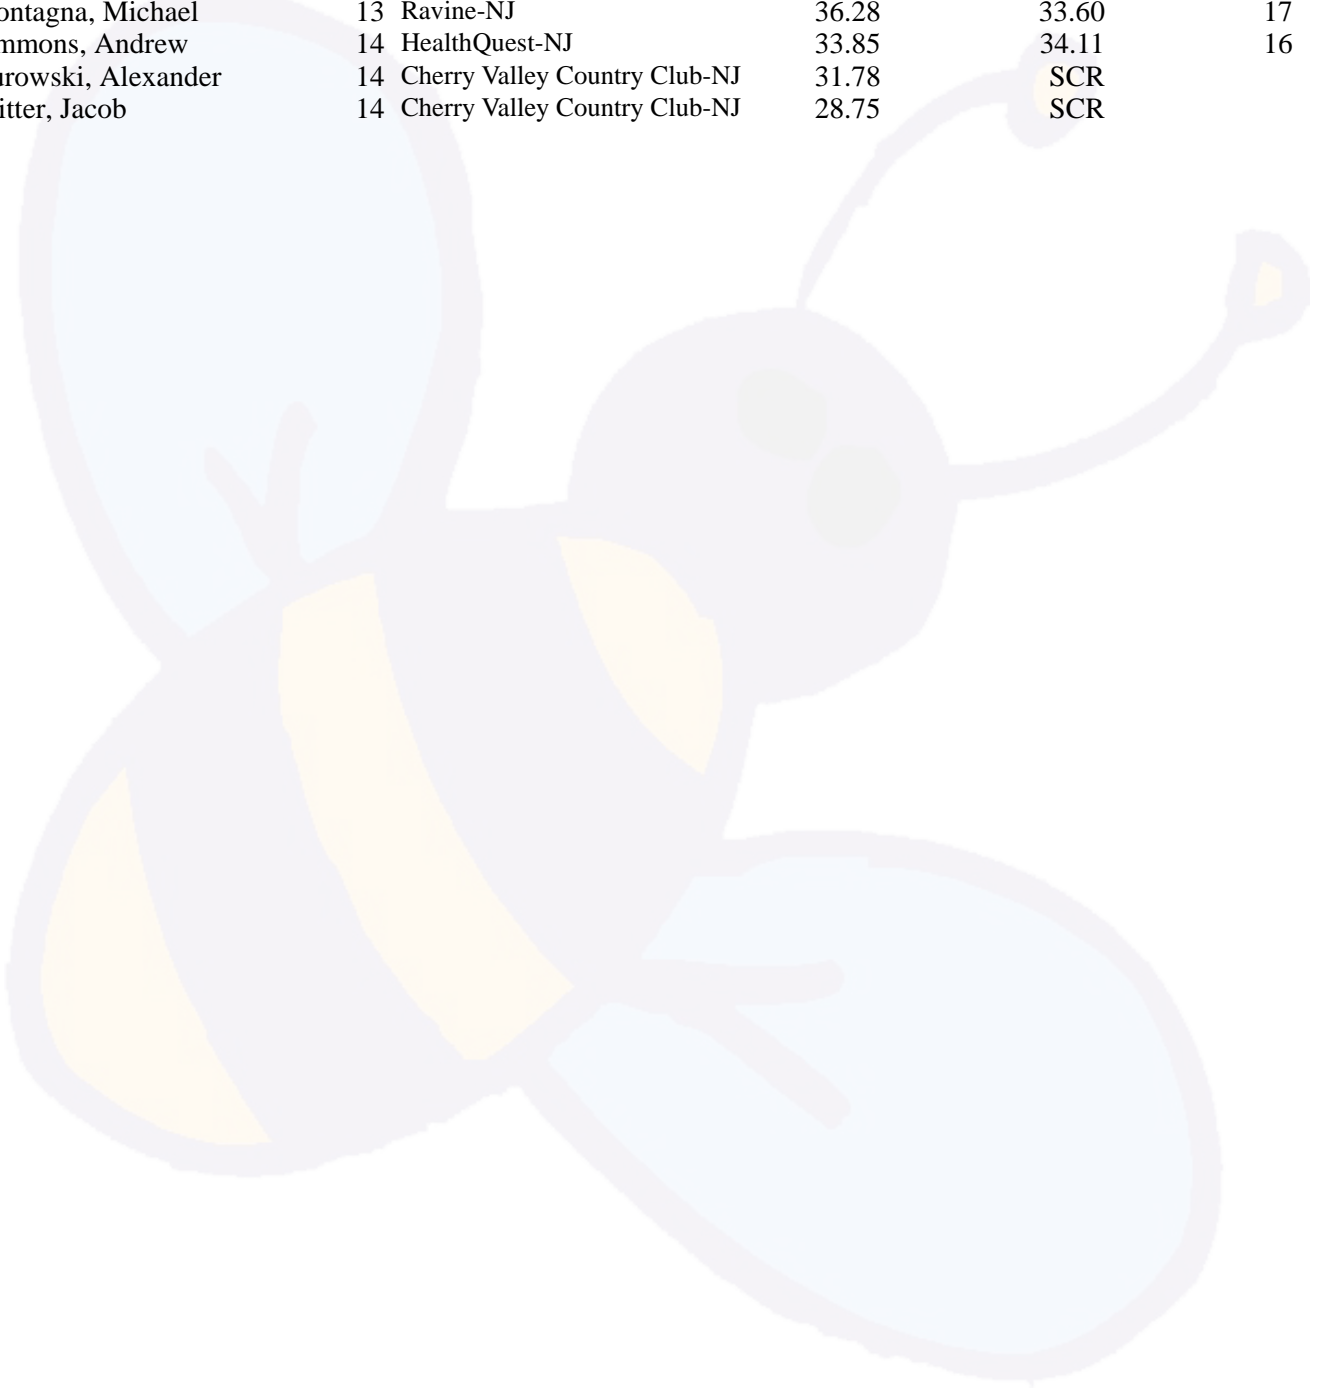 ontagna, Michael 13 Ravine-NJ 36.28 33.60 17
mmons, Andrew 14 HealthQuest-NJ 33.85 34.11 16
urowski, Alexander 14 Cherry Valley Country Club-NJ 31.78 SCR
itter, Jacob 14 Cherry Valley Country Club-NJ 28.75 SCR